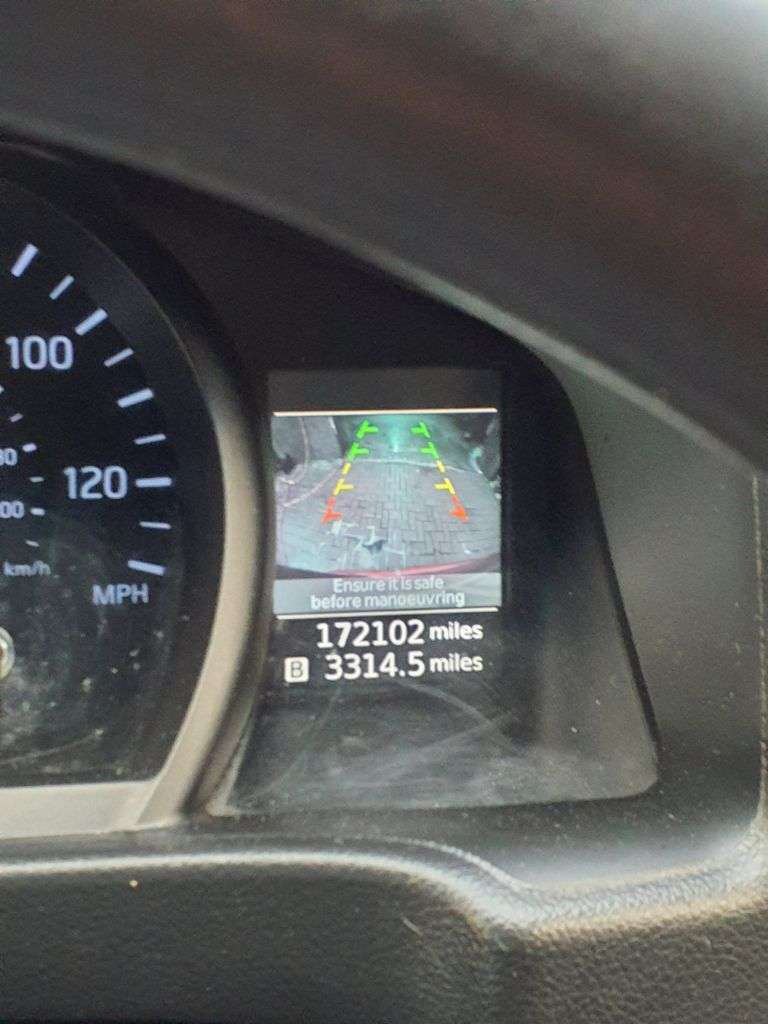 100
120
km/h
MPH
Ensure it is safe
before manoeuvring
172102 miles
B 3314.5 miles